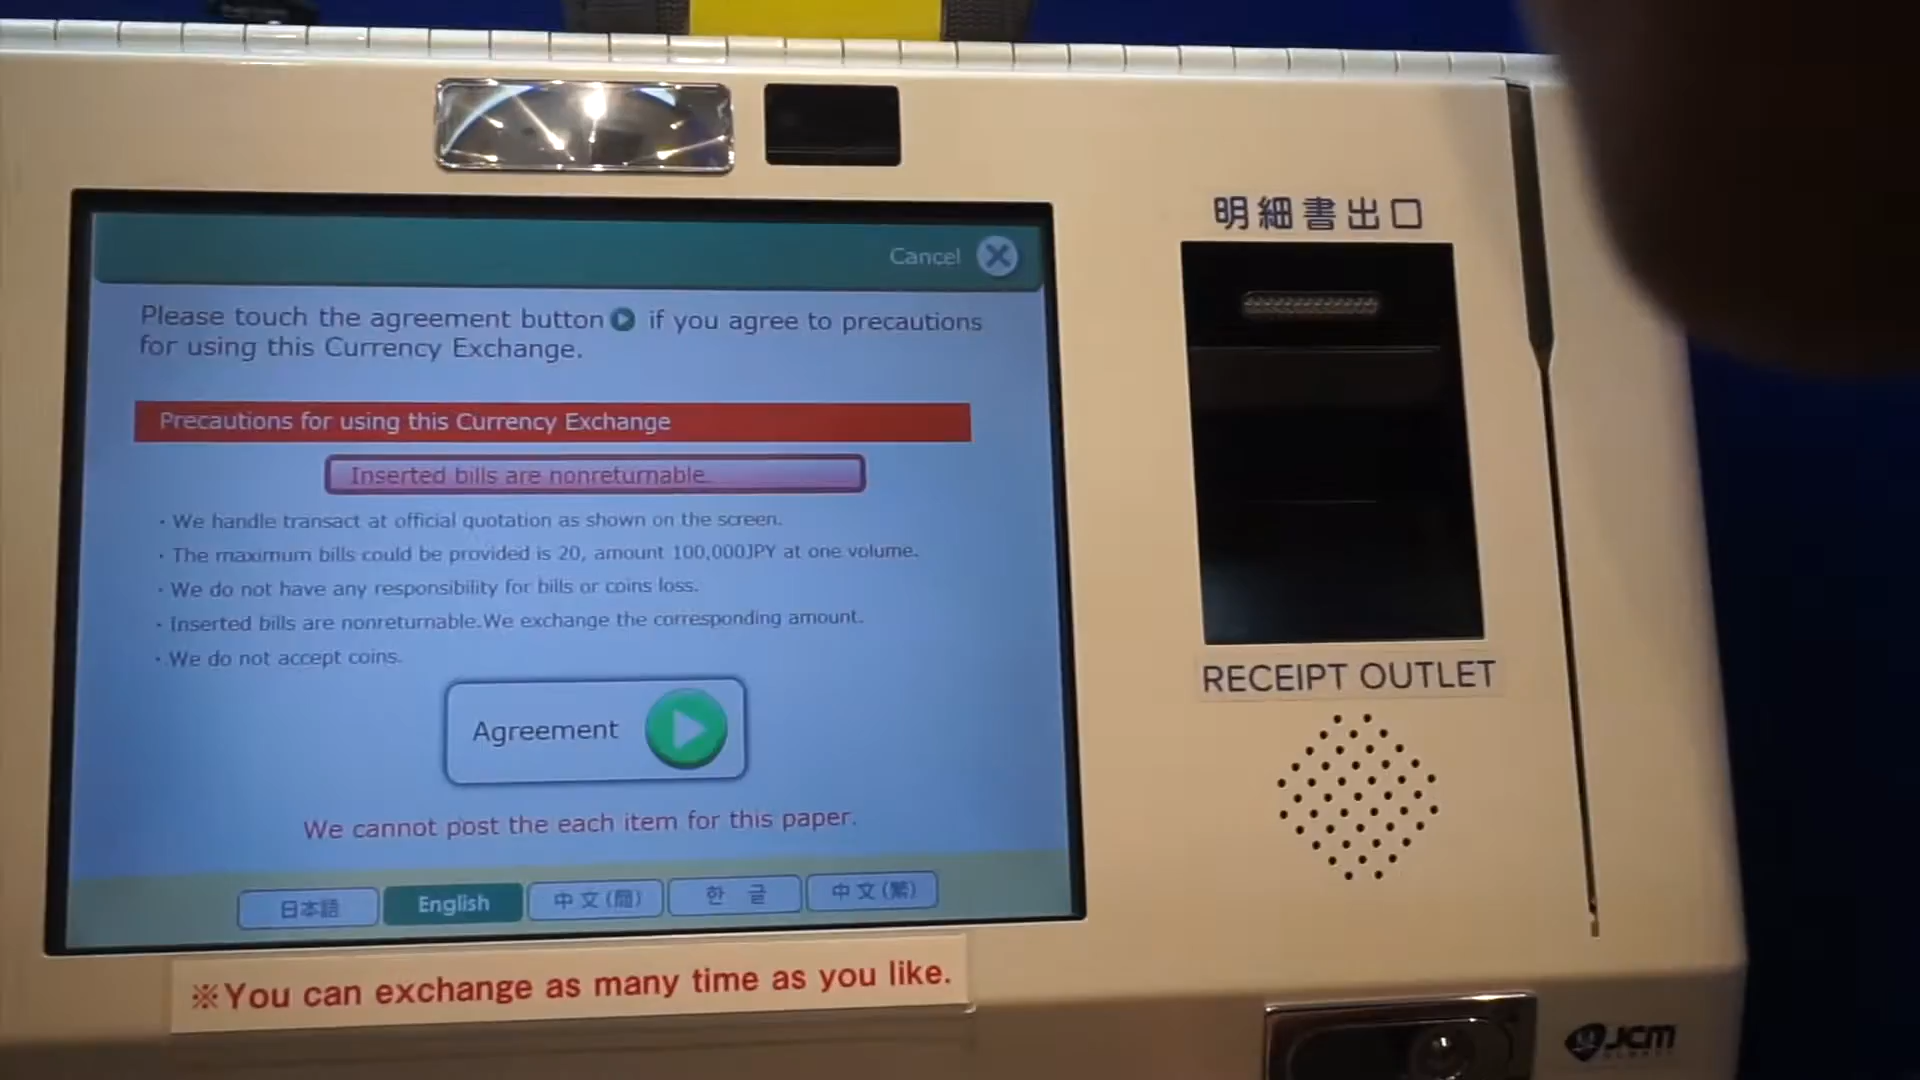 Cancel
Please touch the agreement button if you agree to precautions
for using this Currency Exchange.
Precautions for using this Currency Exchange
Inserted bills are nonreturnable.
・We handle transact at official quotation as shown on the screen.
・The maximum bills could be provided is 20, amount 100,000JPY at one volume.
・We do not have any responsibility for bills or coins loss.
・Inserted bills are nonreturnable.We exchange the corresponding amount.
・We do not accept coins.
Agreement
We cannot post the each item for this paper.
日本語 English 中文(簡) 한글 中文(繁)
※You can exchange as many time as you like.
明細書出口
RECEIPT OUTLET
JCM